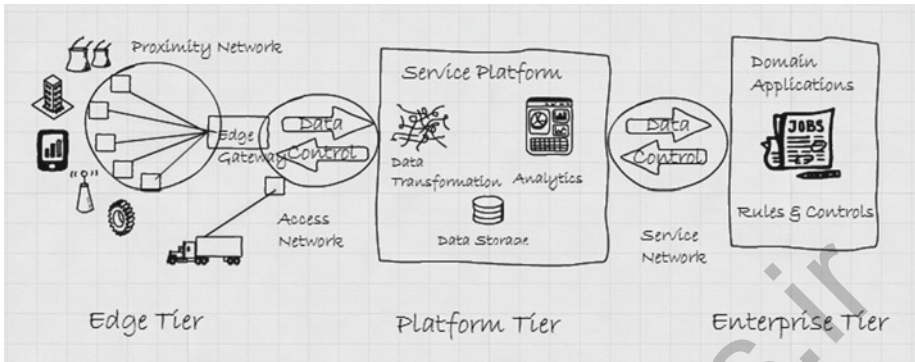 Proximity Network
Edge
Gateway
Data
Control
Access
Network
Service Platform
Data
Transformation
Analytics
Data Storage
Data
Control
Service
Network
Domain
Applications
JOBS
Rules & Controls
Edge Tier
Platform Tier
Enterprise Tier
s.ir